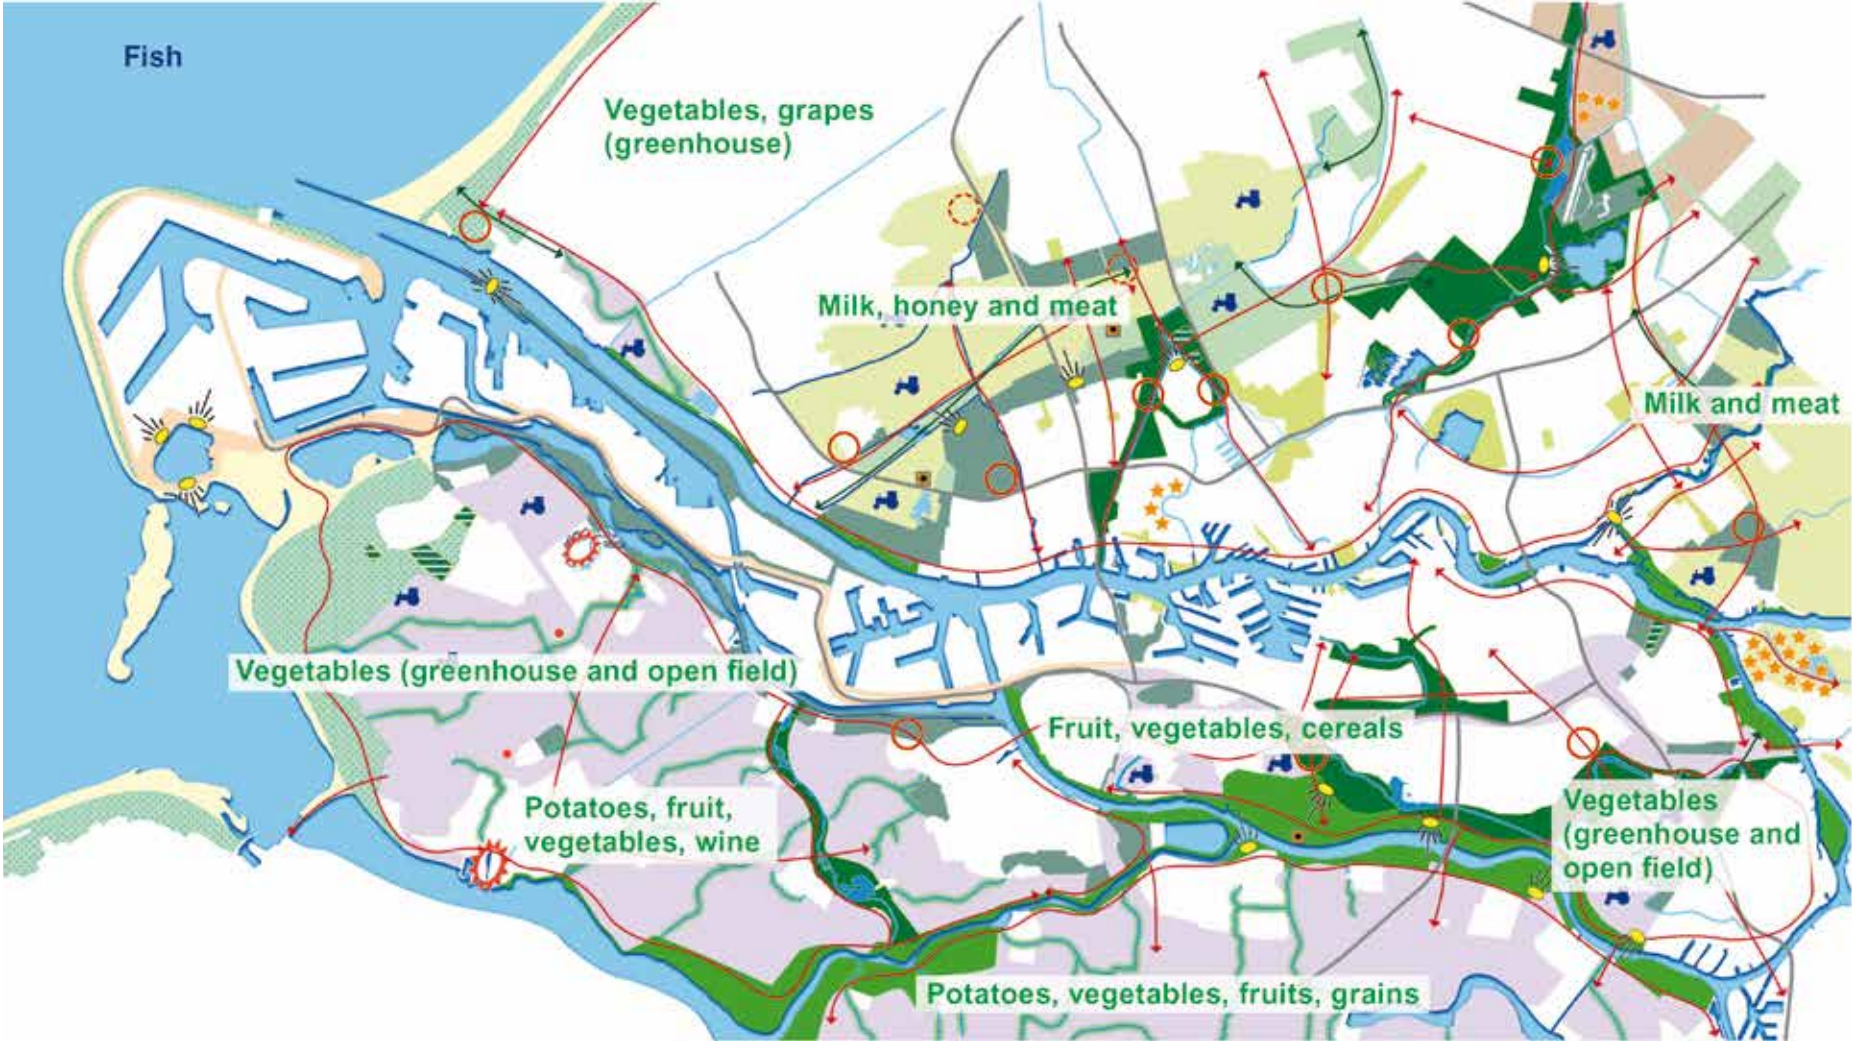 Fish
Vegetables, grapes
(greenhouse)
Milk, honey and meat
Milk and meat
Vegetables (greenhouse and open field)
Fruit, vegetables, cereals
Potatoes, fruit,
vegetables, wine
Vegetables
(greenhouse and
open field)
Potatoes, vegetables, fruits, grains